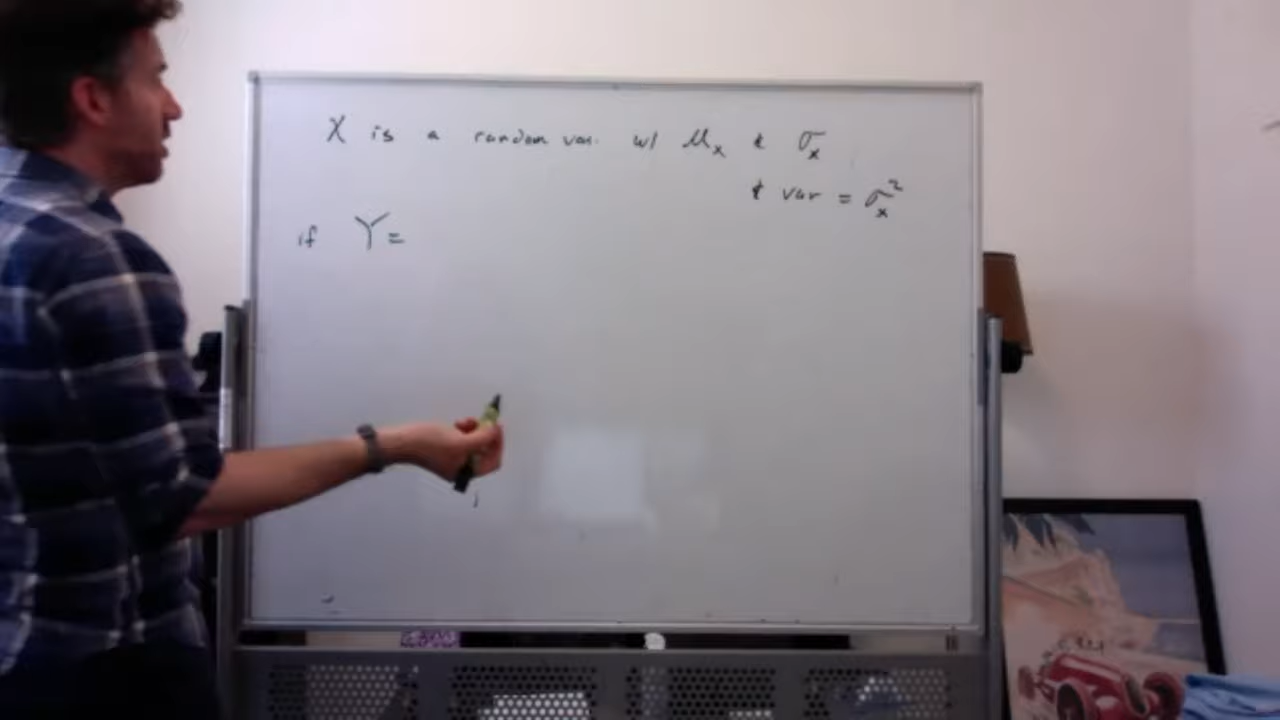 X is a random var. w/ μₓ & σₓ
& var = σₓ²
if Y=